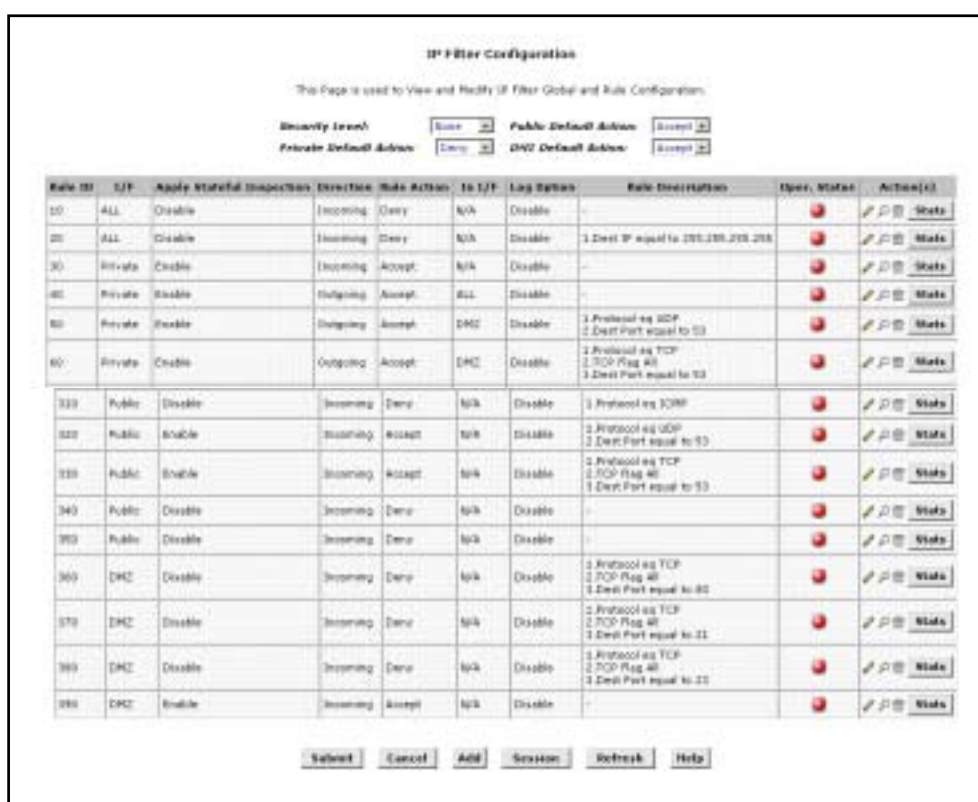 IP Filter Configuration
This Page is used to View and Modify IP Filter Global and Rule Configuration.
Security Level: None Public Default Action: Accept
Private Default Action: Deny DMZ Default Action: Accept
Rule ID I/F Apply Stateful Inspection Direction Rule Action In I/F Log Option Rule Description Oper. Status Action(s)
10 ALL Disable Incoming Deny N/A Disable - Stats
20 ALL Disable Incoming Deny N/A Disable 1.Dest IP equal to 255.255.255.255 Stats
30 Private Enable Incoming Accept N/A Disable - Stats
40 Private Enable Outgoing Accept ALL Disable - Stats
50 Private Enable Outgoing Accept DMZ Disable 1.Protocol eq UDP
2.Dest Port equal to 53 Stats
60 Private Enable Outgoing Accept DMZ Disable 1.Protocol eq TCP
2.TCP Flag All
3.Dest Port equal to 53 Stats
310 Public Disable Incoming Deny N/A Disable 1.Protocol eq ICMP Stats
320 Public Enable Incoming Accept N/A Disable 1.Protocol eq UDP
2.Dest Port equal to 53 Stats
330 Public Enable Incoming Accept N/A Disable 1.Protocol eq TCP
2.TCP Flag All
3.Dest Port equal to 53 Stats
340 Public Disable Incoming Deny N/A Disable - Stats
350 Public Disable Incoming Deny N/A Disable - Stats
360 DMZ Disable Incoming Deny N/A Disable 1.Protocol eq TCP
2.TCP Flag All
3.Dest Port equal to 80 Stats
370 DMZ Disable Incoming Deny N/A Disable 1.Protocol eq TCP
2.TCP Flag All
3.Dest Port equal to 21 Stats
380 DMZ Disable Incoming Deny N/A Disable 1.Protocol eq TCP
2.TCP Flag All
3.Dest Port equal to Stats
390 DMZ Enable Incoming Accept N/A Disable - Stats
Submit Cancel Add Session Refresh Help